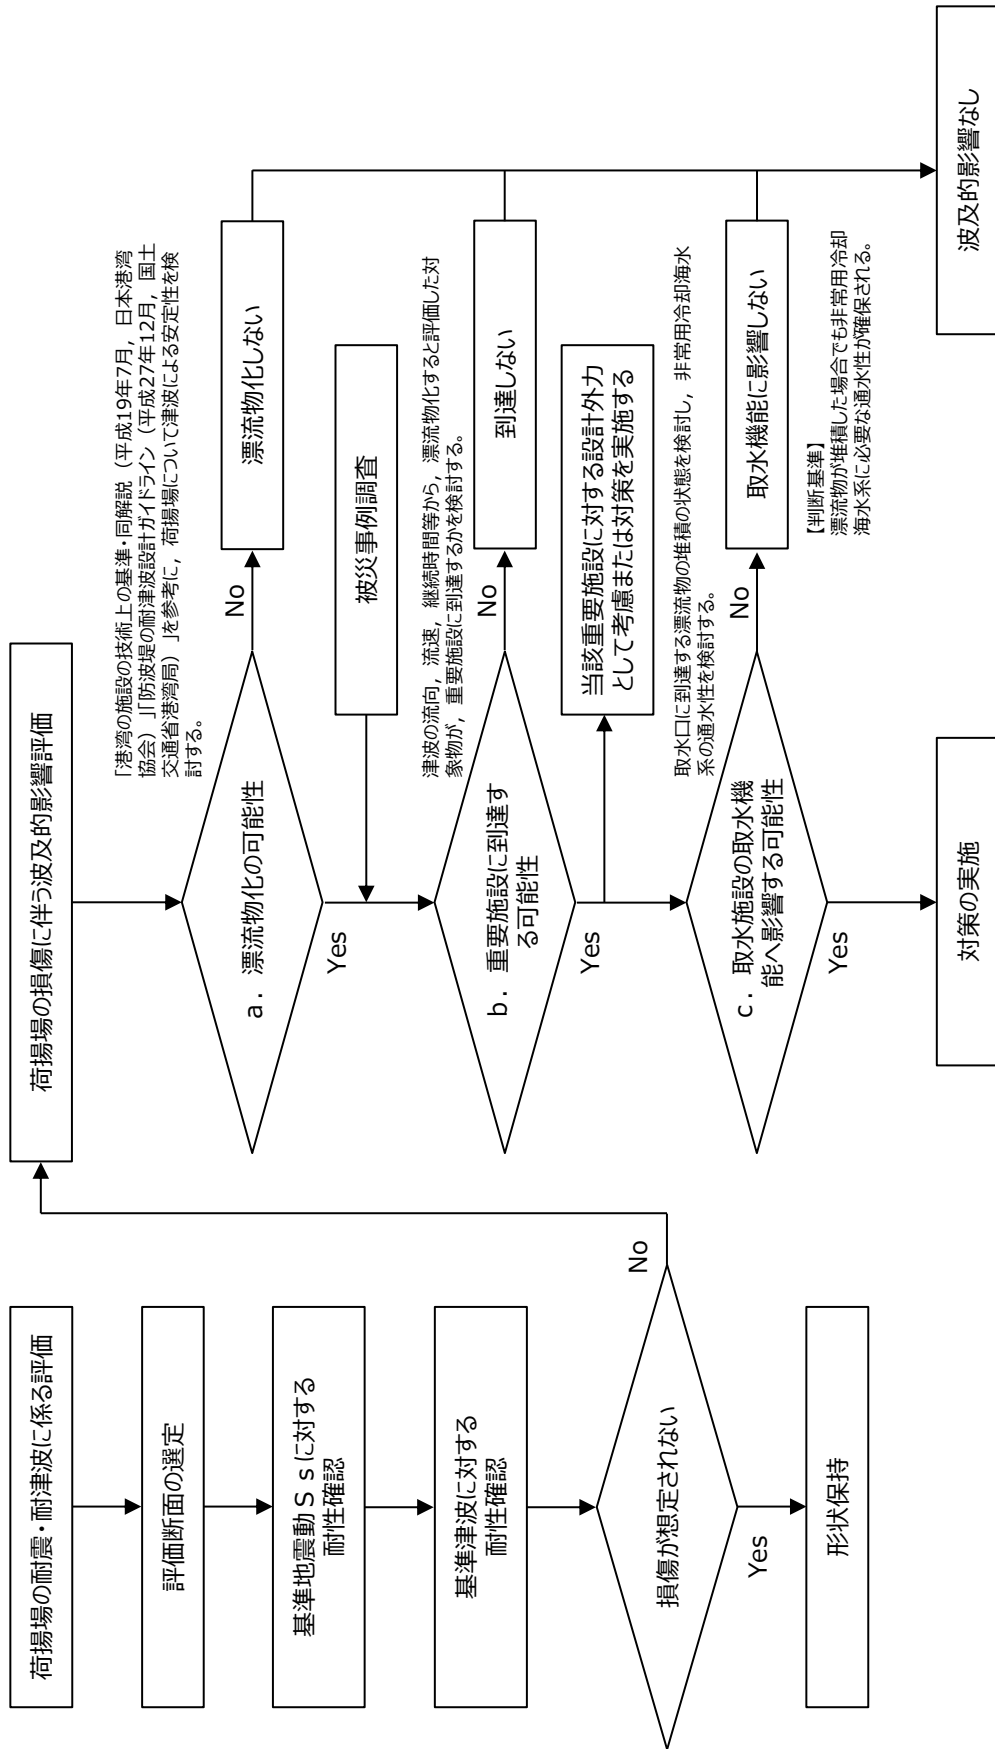 荷揚場の耐震・耐津波に係る評価
評価断面の選定
基準地震動Ｓｓに対する
耐性確認
基準津波に対する
耐性確認
損傷が想定されない
No
Yes
形状保持
荷揚場の損傷に伴う波及的影響評価
「港湾の施設の技術上の基準・同解説（平成19年7月，日本港湾
協会）」「防波堤の耐津波設計ガイドライン（平成27年12月，国土
交通省港湾局）」を参考に，荷揚場について津波による安定性を検
討する。
a． 漂流物化の可能性
No
漂流物化しない
Yes
被災事例調査
津波の流向，流速，継続時間等から，漂流物化すると評価した対
象物が，重要施設に到達するかを検討する。
b． 重要施設に到達す
る可能性
No
到達しない
Yes
当該重要施設に対する設計外力
として考慮または対策を実施する
取水口に到達する漂流物の堆積の状態を検討し，非常用冷却海水
系の通水性を検討する。
c． 取水施設の取水機
能へ影響する可能性
No
取水機能に影響しない
【判断基準】
漂流物が堆積した場合でも非常用冷却
海水系に必要な通水性が確保される。
Yes
対策の実施
波及的影響なし